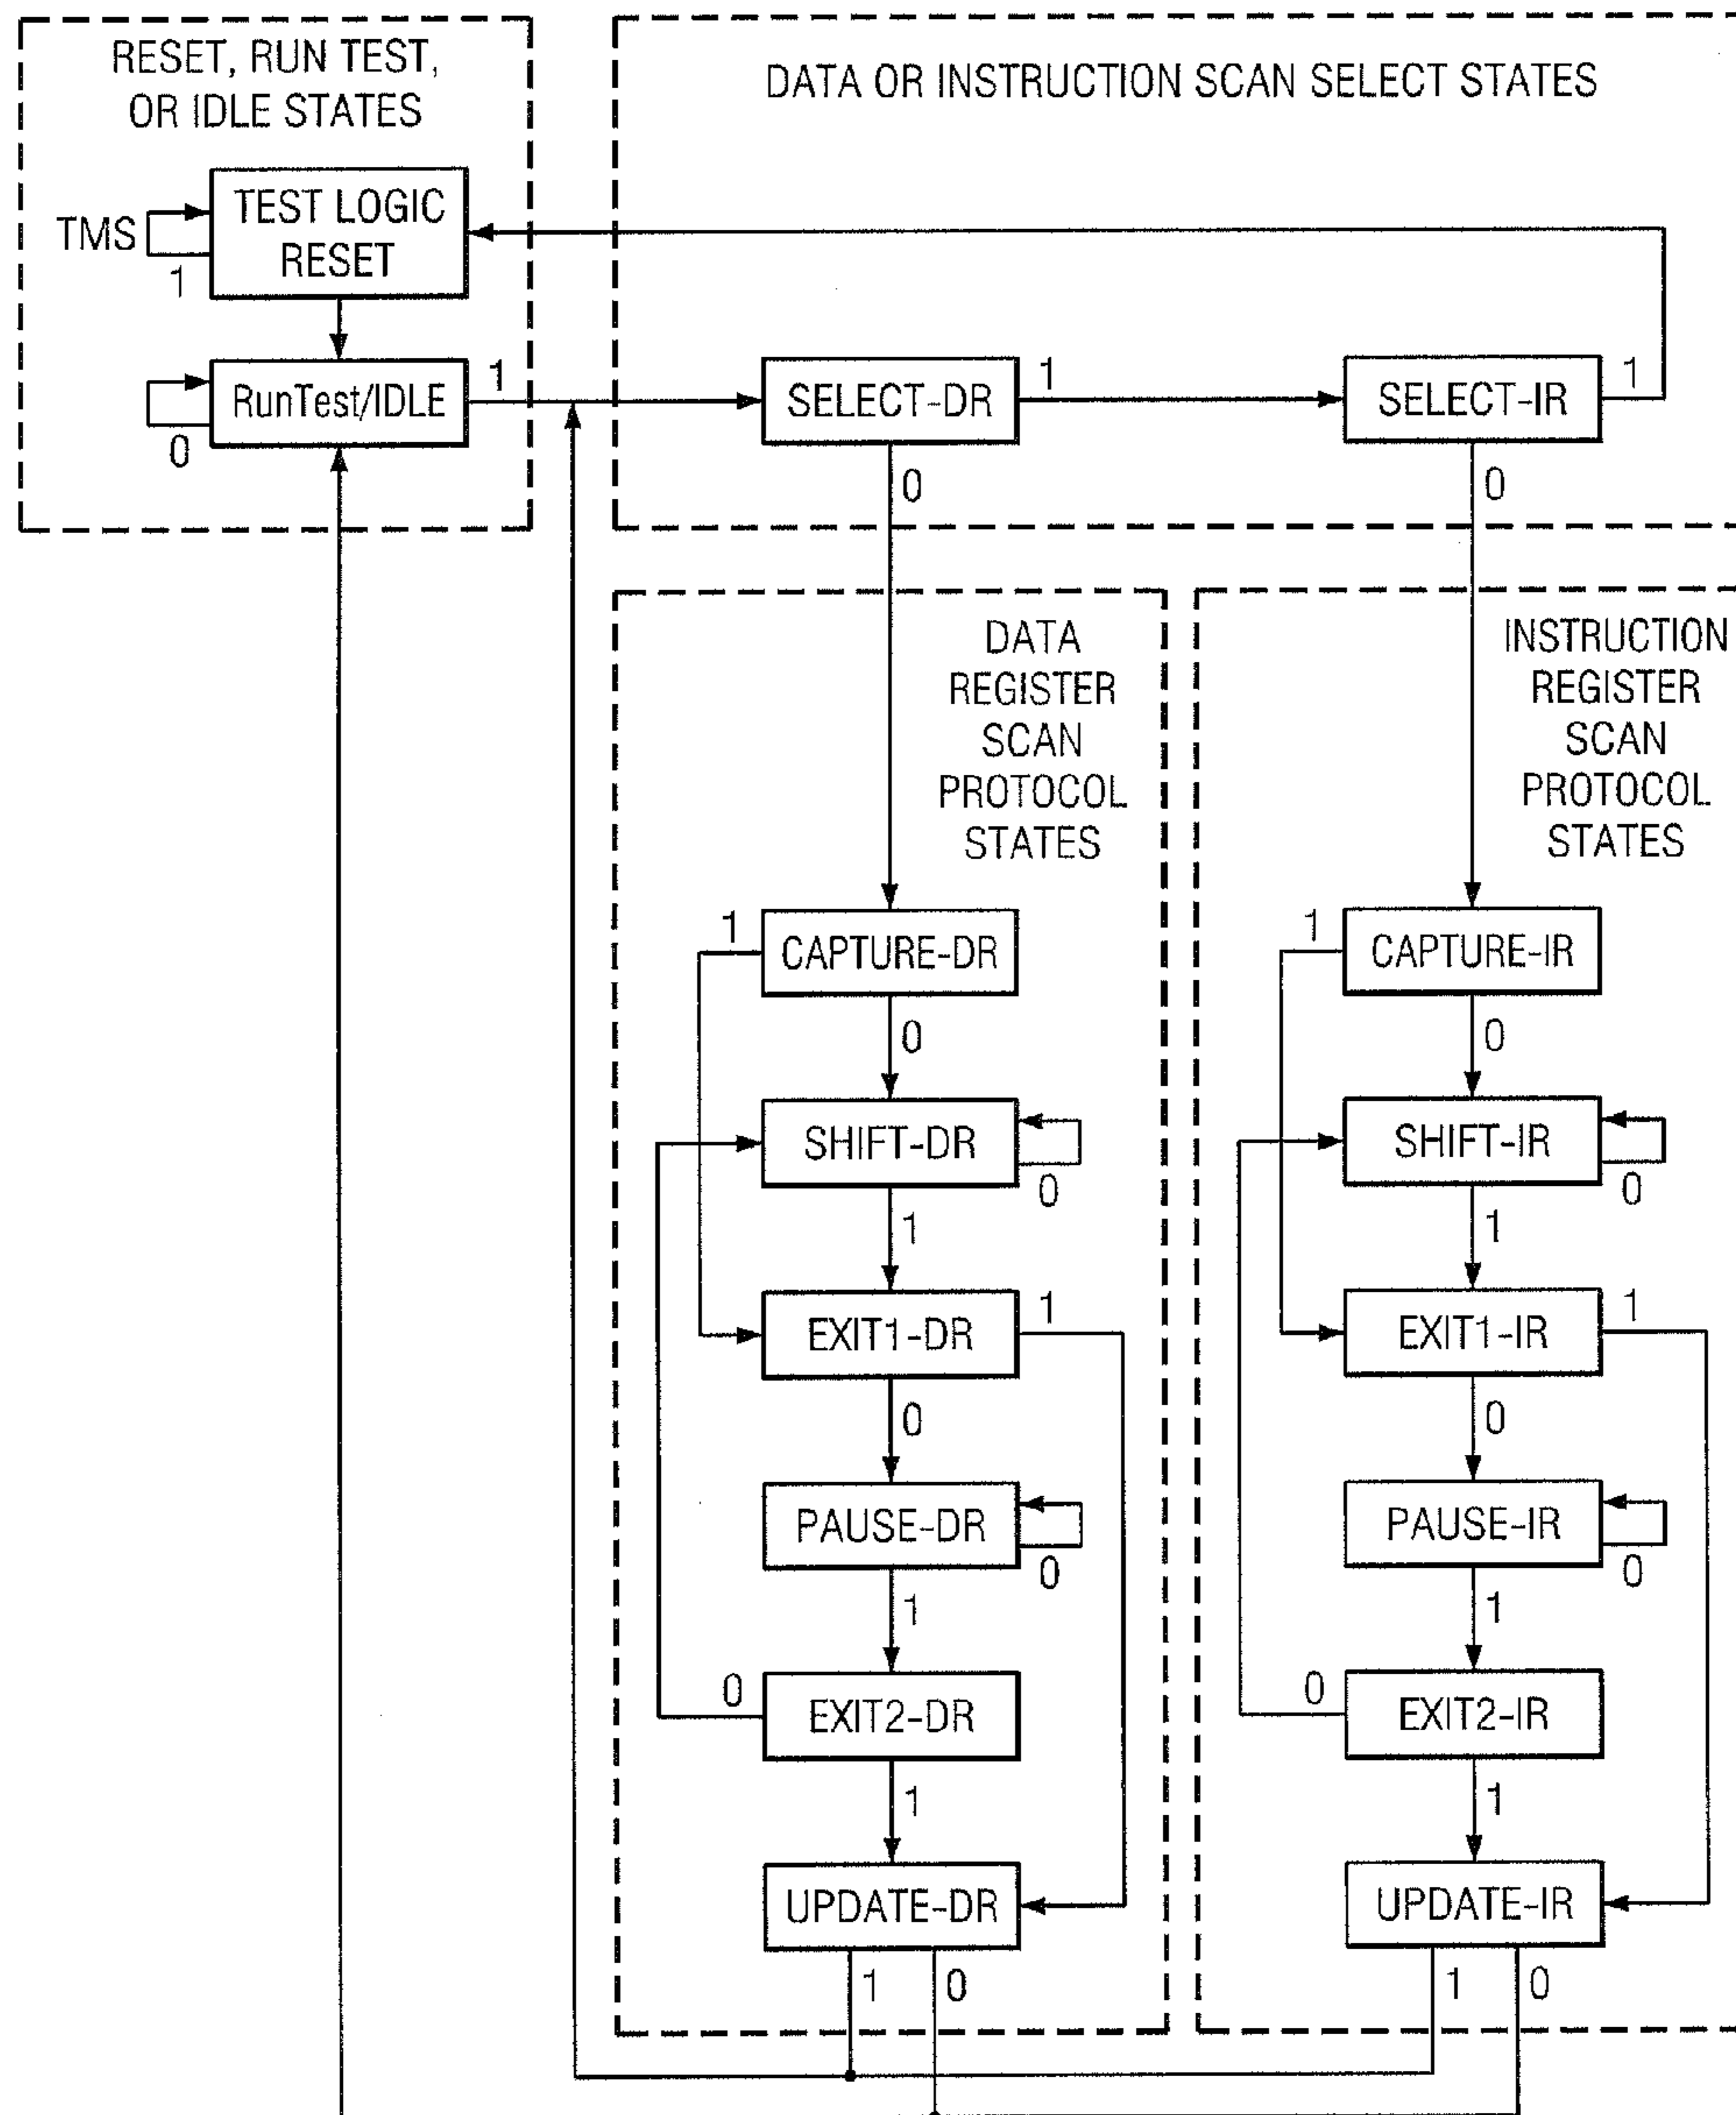 RESET, RUN TEST,
OR IDLE STATES
DATA OR INSTRUCTION SCAN SELECT STATES
TEST LOGIC
RESET
TMS
1
RunTest/IDLE
1
0
SELECT-DR
1
0
SELECT-IR
1
0
DATA
REGISTER
SCAN
PROTOCOL
STATES
1
CAPTURE-DR
0
SHIFT-DR
0
1
EXIT1-DR
1
0
PAUSE-DR
0
1
0
EXIT2-DR
1
UPDATE-DR
1
0
INSTRUCTION
REGISTER
SCAN
PROTOCOL
STATES
1
CAPTURE-IR
0
SHIFT-IR
0
1
EXIT1-IR
1
0
PAUSE-IR
0
1
0
EXIT2-IR
1
UPDATE-IR
1
0